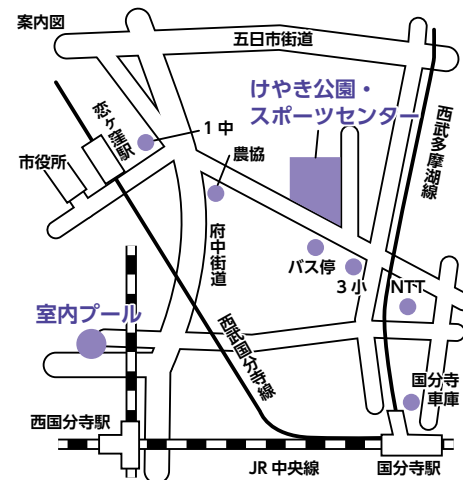 案内図
五日市街道
けやき公園・
スポーツセンター
恋ヶ窪駅
1中
農協
市役所
西武多摩湖線
府中街道
バス停
3小
NTT
室内プール
西武国分寺線
国分寺
車庫
西国分寺駅
JR中央線
国分寺駅